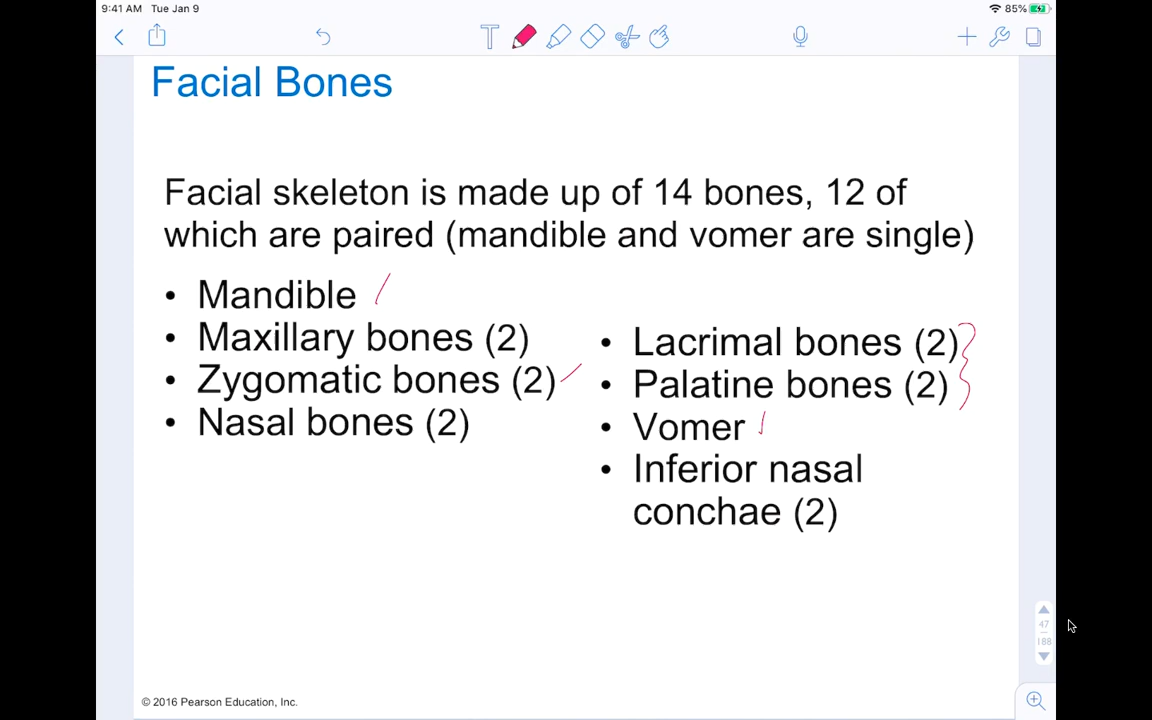 9:41 AM Tue Jan 9
85%
Facial Bones
Facial skeleton is made up of 14 bones, 12 of
which are paired (mandible and vomer are single)
• Mandible
• Maxillary bones (2)
• Zygomatic bones (2)
• Nasal bones (2)
• Lacrimal bones (2)
• Palatine bones (2)
• Vomer
• Inferior nasal
conchae (2)
47
188
© 2016 Pearson Education, Inc.